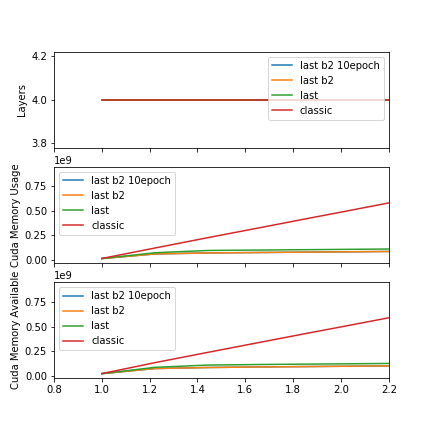 4.2
4.0
3.8
Layers
last b2 10epoch
last b2
last
classic
1e9
0.75
0.50
0.25
0.00
Cuda Memory Usage
last b2 10epoch
last b2
last
classic
1e9
0.75
0.50
0.25
0.00
Cuda Memory Available
last b2 10epoch
last b2
last
classic
0.8 1.0 1.2 1.4 1.6 1.8 2.0 2.2